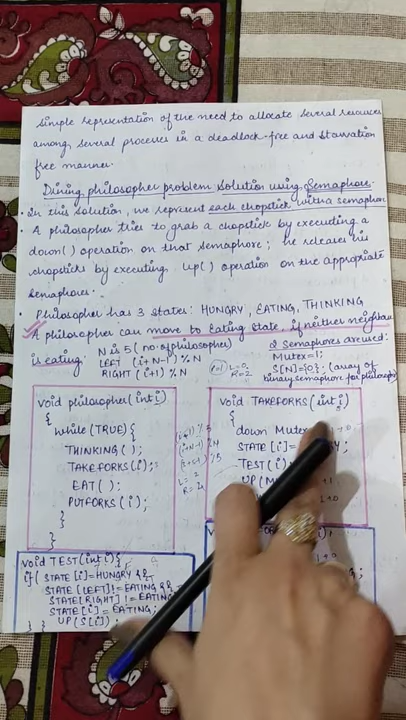 Simple representation of the need to allocate several resources
among several processes in a deadlock-free and starvation
free manner.
Dining philosopher problem solution using Semaphore.
• In this solution, we represent each chopstick with a semaphore
• A philosopher tries to grab a chopstick by executing a
down() operation on that semaphore; he releases his
chopsticks by executing up() operation on the appropriate
semaphores.
• Philosopher has 3 states: HUNGRY, EATING, THINKING
A philosopher can move to Eating state, if neither neighbour
is eating.
N is 5 (no. of philosopher)
LEFT (i+N-1) % N
RIGHT (i+1) % N
2 Semaphores are used:
Mutex=1;
S[N]={0}; (array of
binary semaphore for philosopher
void philosopher(int i)
{
while(TRUE){
THINKING();
TAKEFORKS(i);
EAT();
PUTFORKS(i);
}
}
void TAKEFORKS(int i)
{
down Mutex
STATE[i]=
TEST(i);
UP(
void TEST(int i){
if( STATE[i]=HUNGRY &&
STATE[LEFT]!=EATING &&
STATE[RIGHT]!=EATING
STATE[i]=EATING;
UP(S[i]);
} }